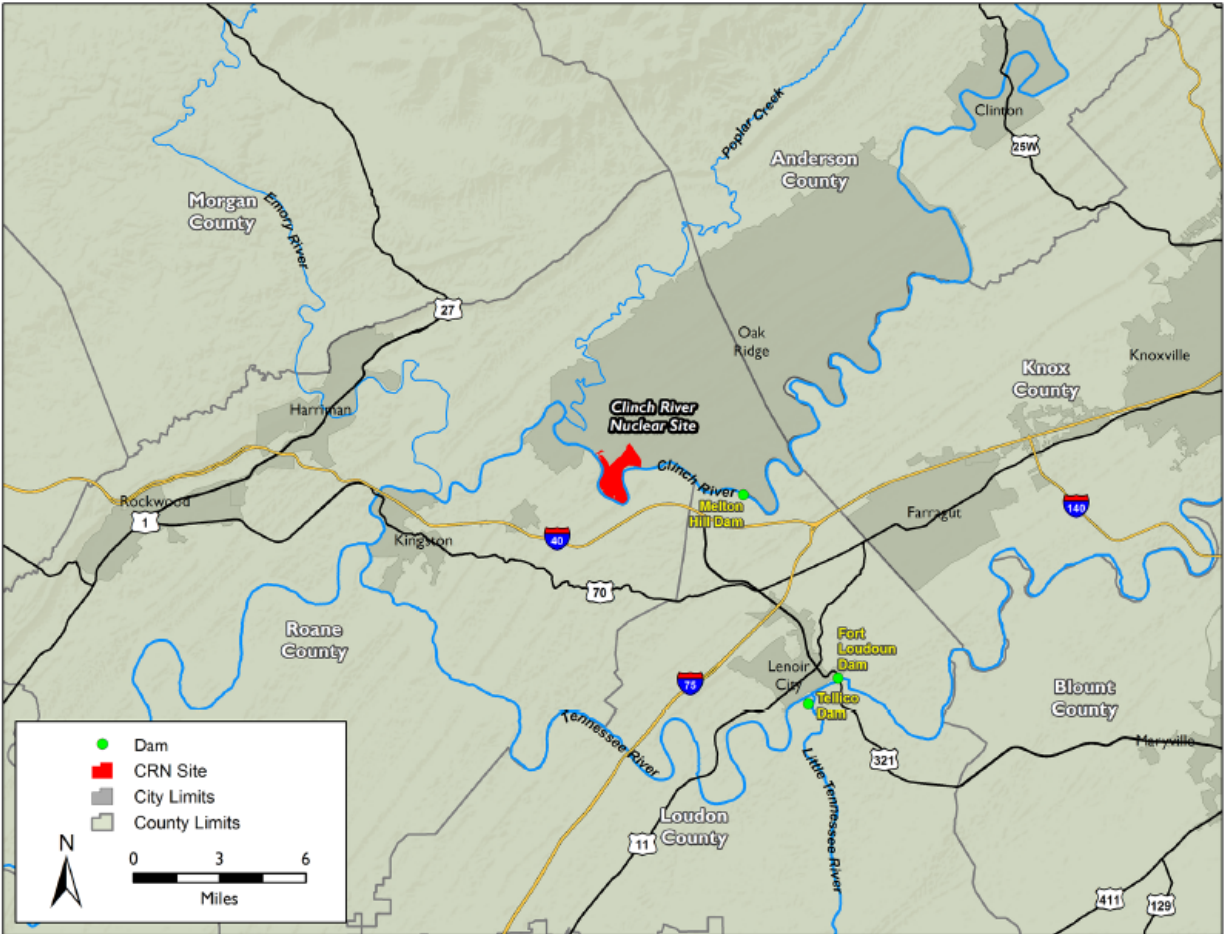 Poplar Creek
Clinton
25W
Anderson
County
Morgan
County
Emory River
27
Oak
Ridge
Knoxville
Knox
County
Harriman
Clinch River
Nuclear Site
Clinch River
Melton
Hill Dam
Rockwood
1
Farragut
140
Kingston
40
70
Roane
County
Fort
Loudoun
Dam
Lenoir
City
75
Tellico
Dam
Blount
County
Tennessee River
Little Tennessee River
321
Maryville
Loudon
County
11
411
129
Dam
CRN Site
City Limits
County Limits
N
0 3 6
Miles